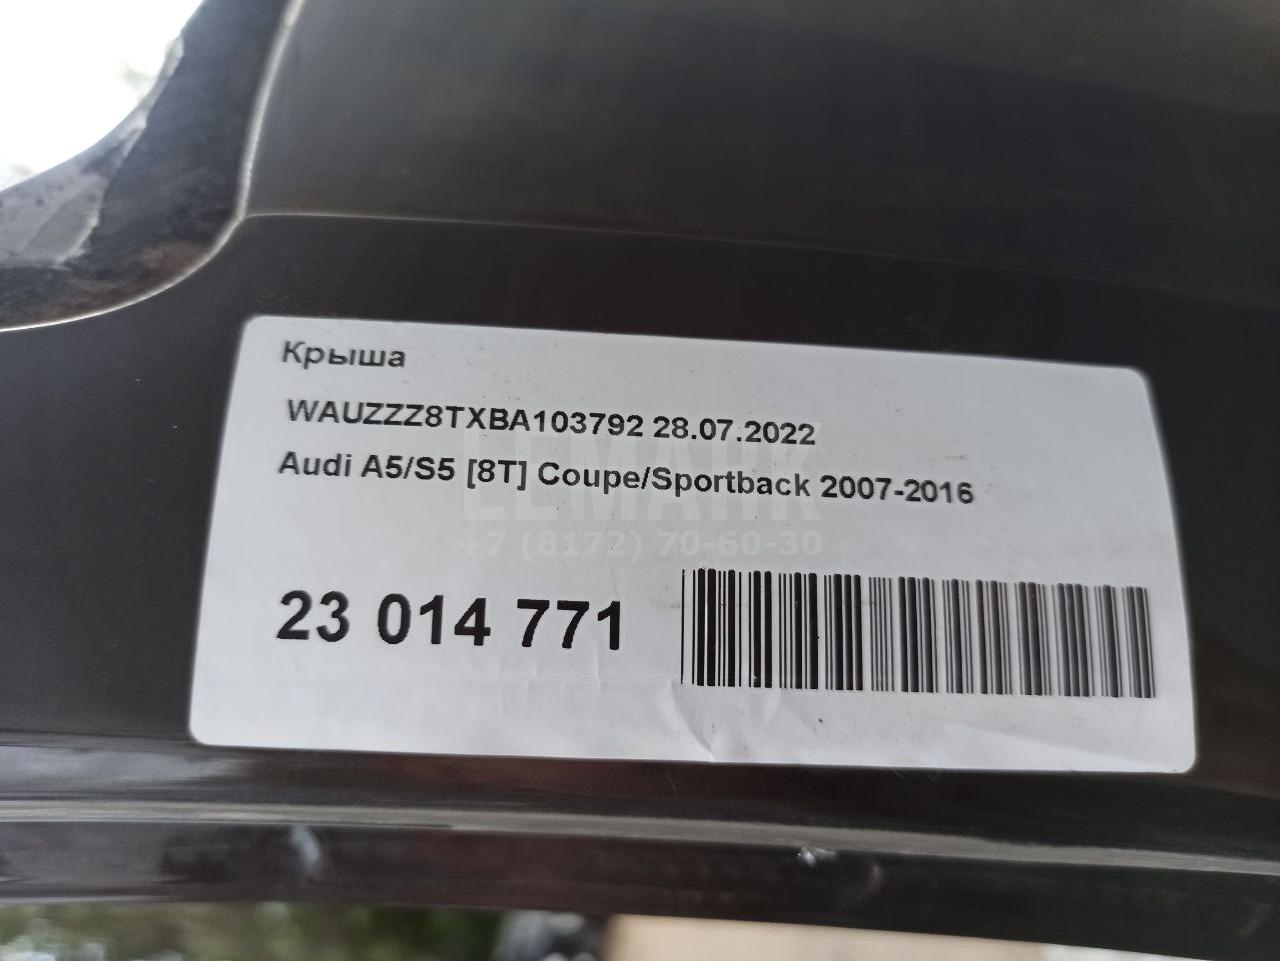 Крыша
WAUZZZ8TXBA103792 28.07.2022
Audi A5/S5 [8T] Coupe/Sportback 2007-2016
LEMARK
+7 (8172) 70-60-30
23 014 771